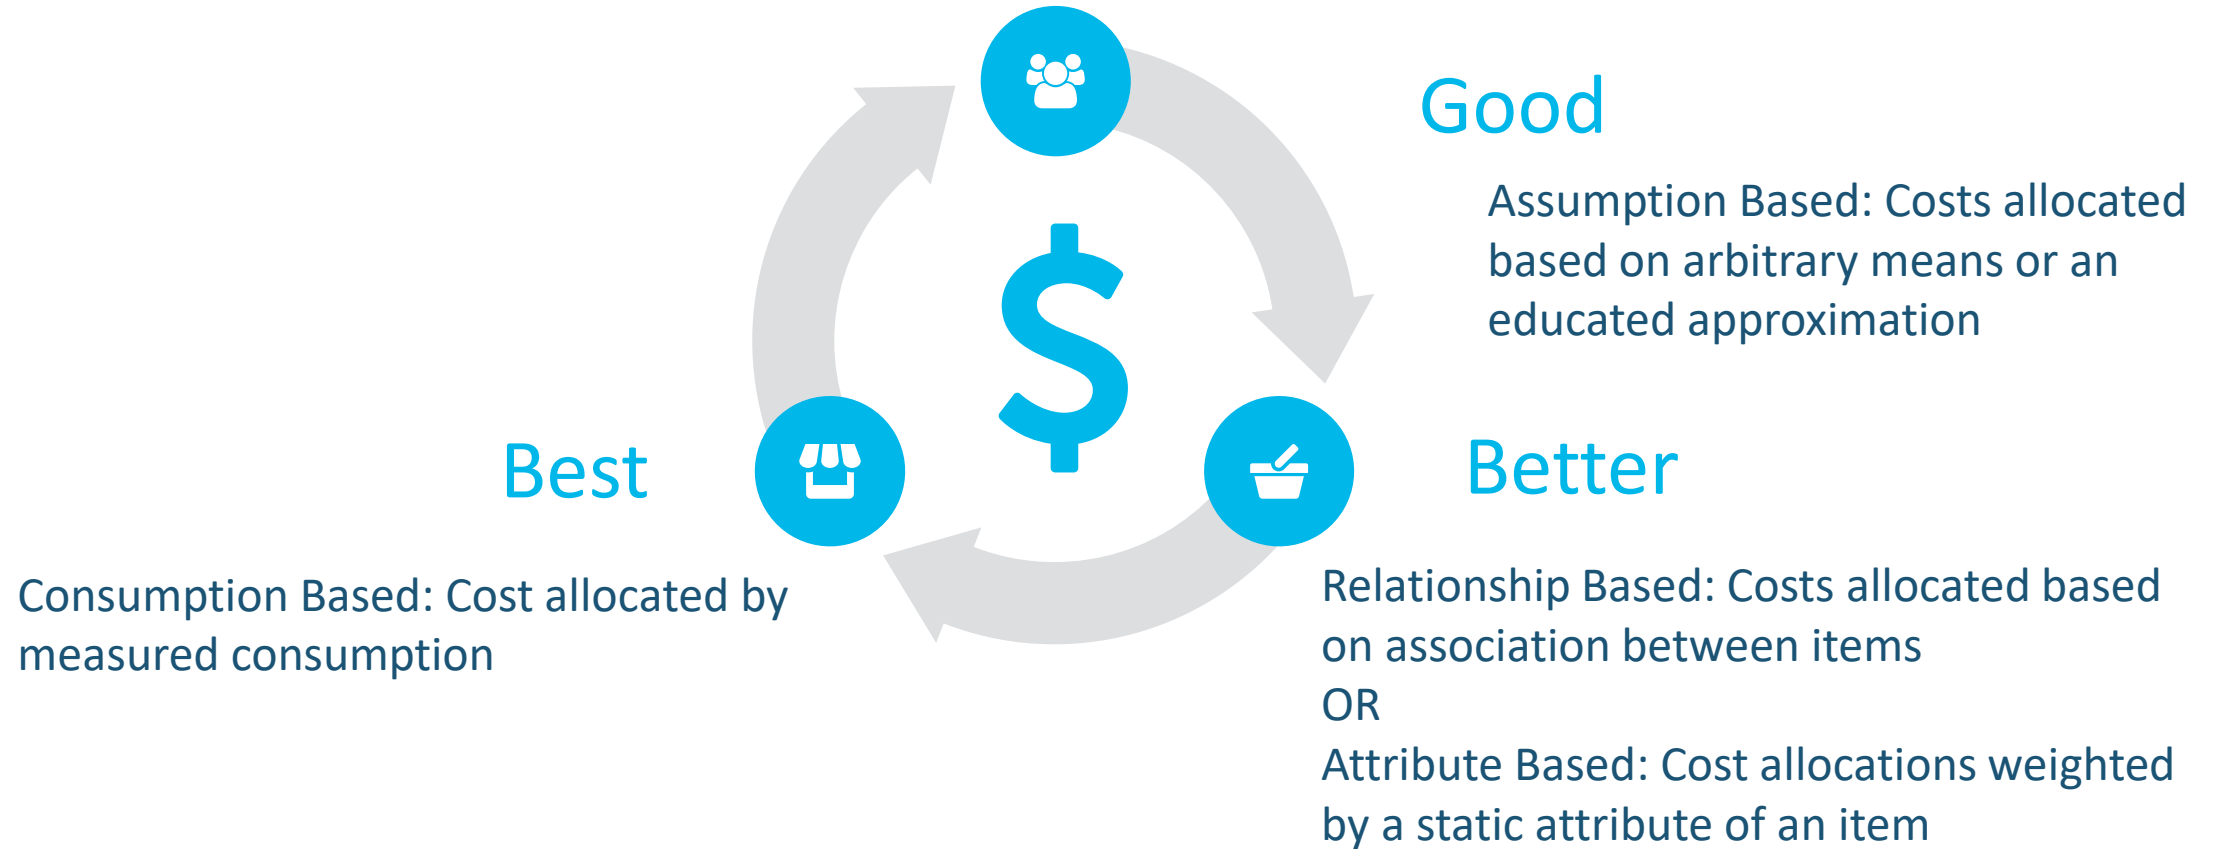 Good
Assumption Based: Costs allocated
based on arbitrary means or an
educated approximation
Better
Relationship Based: Costs allocated based
on association between items
OR
Attribute Based: Cost allocations weighted
by a static attribute of an item
Best
Consumption Based: Cost allocated by
measured consumption
$